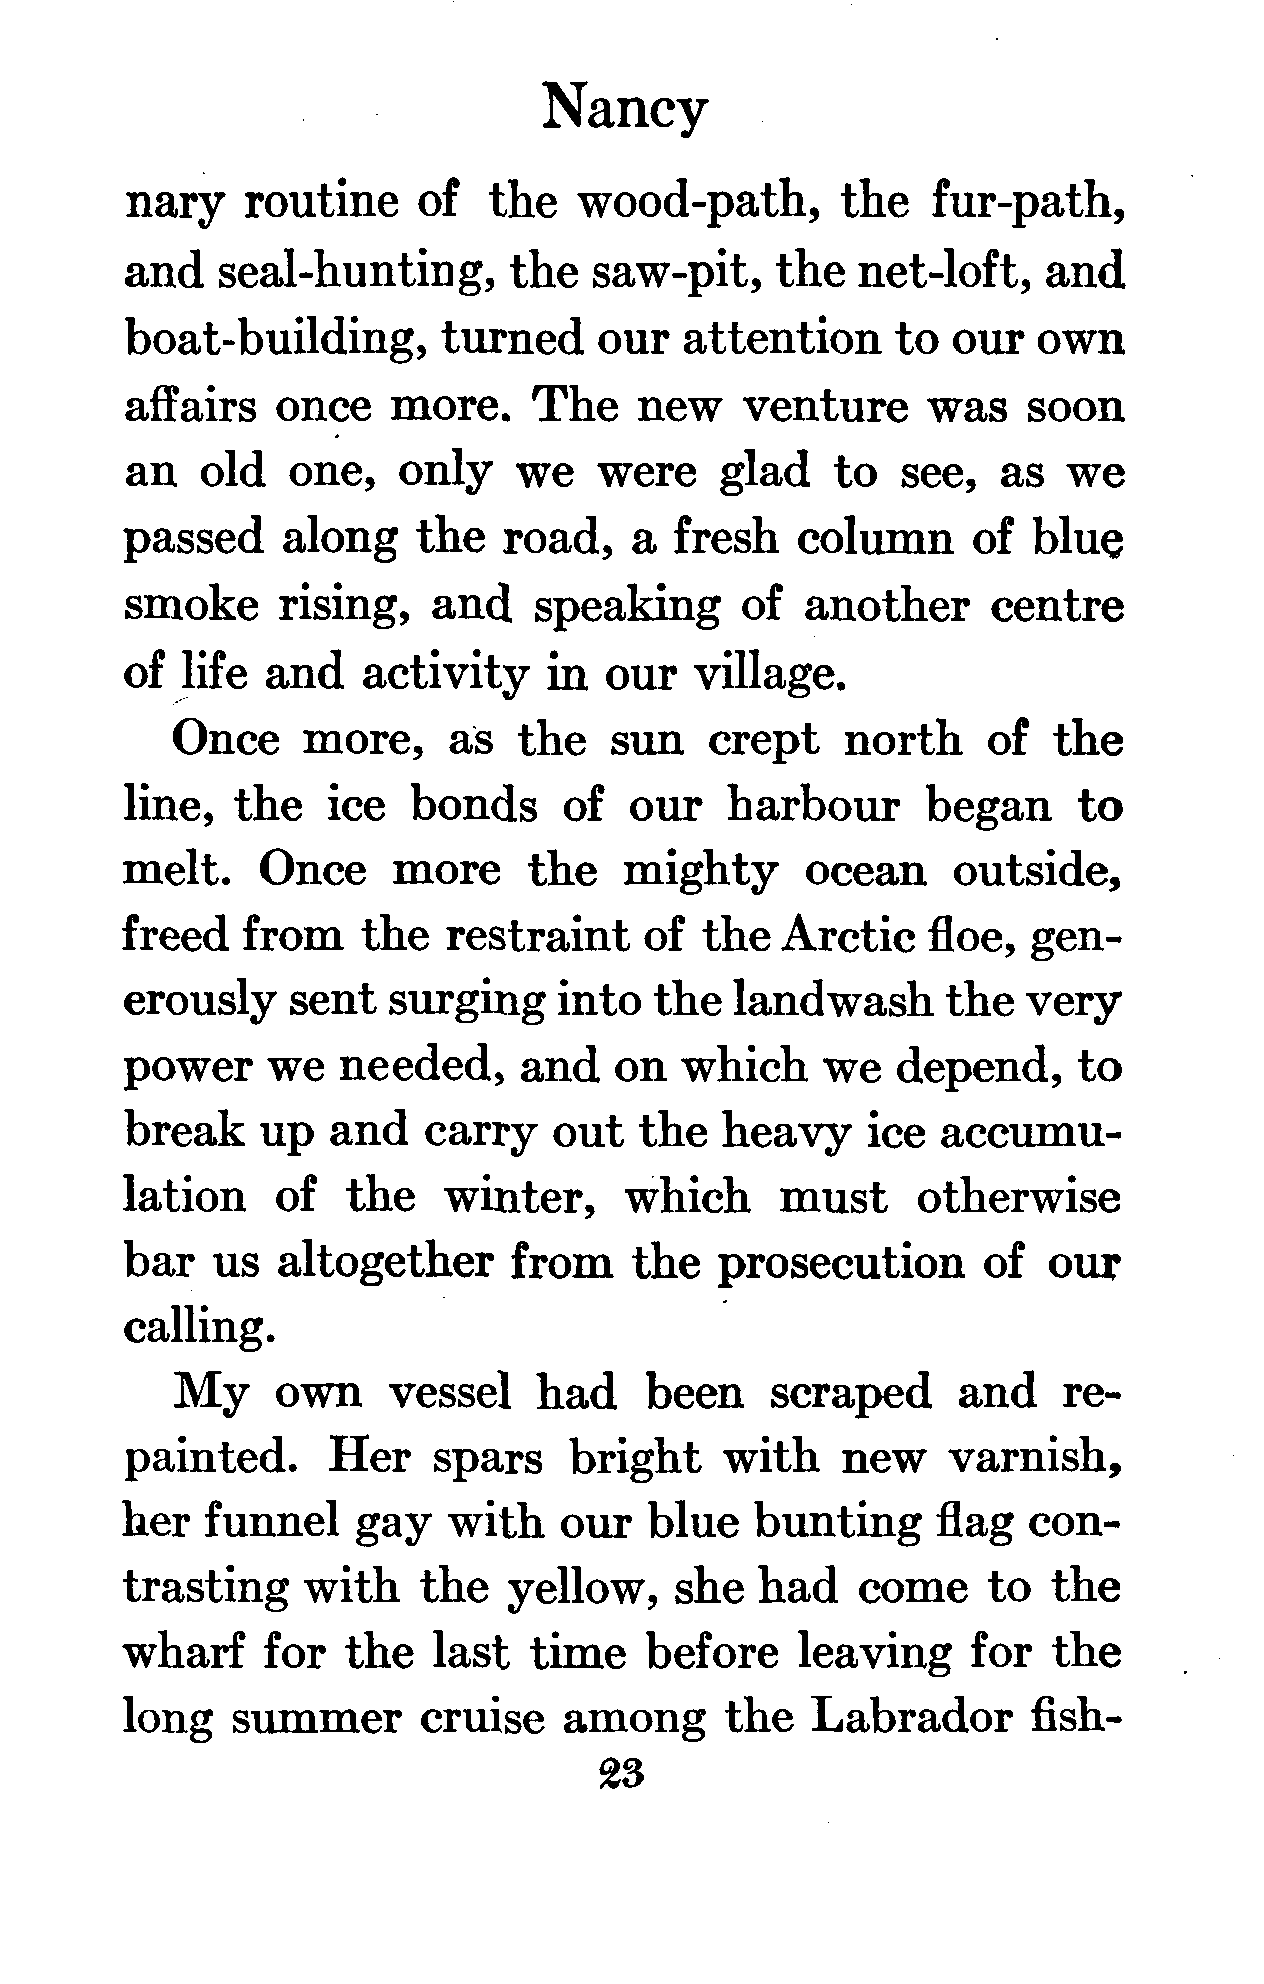 Nancy
nary routine of the wood-path, the fur-path,
and seal-hunting, the saw-pit, the net-loft, and
boat-building, turned our attention to our own
affairs once more. The new venture was soon
an old one, only we were glad to see, as we
passed along the road, a fresh column of blue
smoke rising, and speaking of another centre
of life and activity in our village.
Once more, as the sun crept north of the
line, the ice bonds of our harbour began to
melt. Once more the mighty ocean outside,
freed from the restraint of the Arctic floe, gen-
erously sent surging into the landwash the very
power we needed, and on which we depend, to
break up and carry out the heavy ice accumu-
lation of the winter, which must otherwise
bar us altogether from the prosecution of our
calling.
My own vessel had been scraped and re-
painted. Her spars bright with new varnish,
her funnel gay with our blue bunting flag con-
trasting with the yellow, she had come to the
wharf for the last time before leaving for the
long summer cruise among the Labrador fish-
23